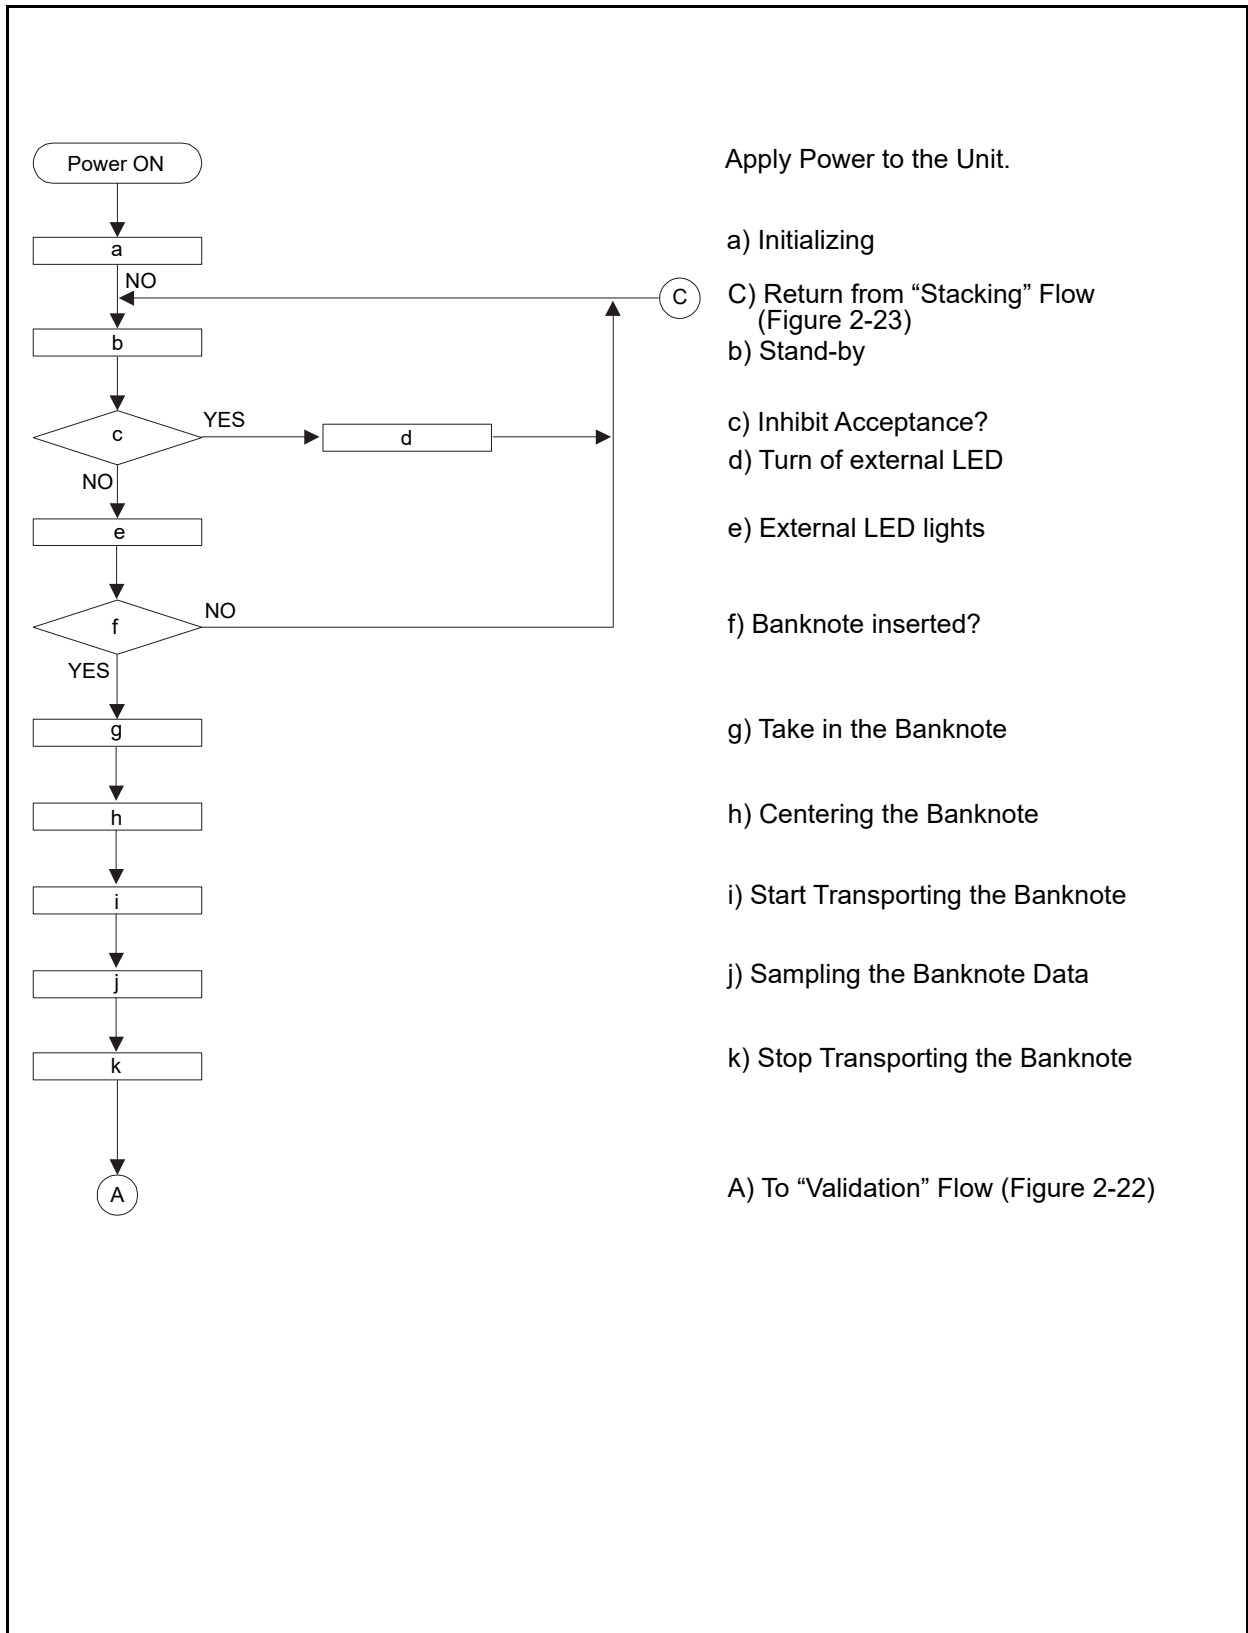 Power ON
Apply Power to the Unit.
a
a) Initializing
NO
C
C) Return from “Stacking” Flow
(Figure 2-23)
b
b) Stand-by
c
YES
d
c) Inhibit Acceptance?
d) Turn of external LED
NO
e
e) External LED lights
f
NO
f) Banknote inserted?
YES
g
g) Take in the Banknote
h
h) Centering the Banknote
i
i) Start Transporting the Banknote
j
j) Sampling the Banknote Data
k
k) Stop Transporting the Banknote
A
A) To “Validation” Flow (Figure 2-22)